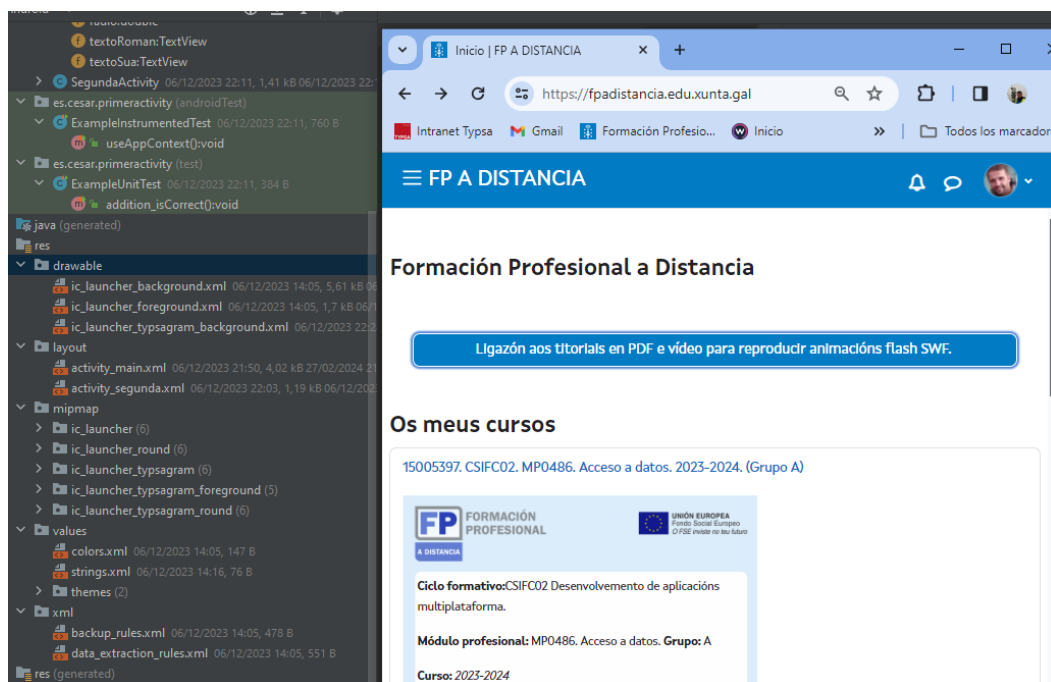 textoRoman:TextView
textoSua:TextView
SegundaActivity 06/12/2023 22:11, 1,41 kB 06/12/2023 22:
es.cesar.primeractivity (androidTest)
ExampleInstrumentedTest 06/12/2023 22:11, 760 B
useAppContext():void
es.cesar.primeractivity (test)
ExampleUnitTest 06/12/2023 22:11, 384 B
addition_isCorrect():void
java (generated)
res
drawable
ic_launcher_background.xml 06/12/2023 14:05, 5,61 kB 06
ic_launcher_foreground.xml 06/12/2023 14:05, 1,7 kB 06/1
ic_launcher_typsagram_background.xml 06/12/2023 22:2
layout
activity_main.xml 06/12/2023 21:50, 4,02 kB 27/02/2024 21
activity_segunda.xml 06/12/2023 22:03, 1,19 kB 06/12/202
mipmap
ic_launcher (6)
ic_launcher_round (6)
ic_launcher_typsagram (6)
ic_launcher_typsagram_foreground (5)
ic_launcher_typsagram_round (6)
values
colors.xml 06/12/2023 14:05, 147 B
strings.xml 06/12/2023 14:16, 76 B
themes (2)
xml
backup_rules.xml 06/12/2023 14:05, 478 B
data_extraction_rules.xml 06/12/2023 14:05, 551 B
res (generated)
Inicio | FP A DISTANCIA
https://fpadistancia.edu.xunta.gal
Intranet Typsa Gmail Formación Profesio... Inicio » Todos los marcador
FP A DISTANCIA
Formación Profesional a Distancia
Ligazón aos titoriais en PDF e vídeo para reproducir animacións flash SWF.
Os meus cursos
15005397. CSIFC02. MP0486. Acceso a datos. 2023-2024. (Grupo A)
FP FORMACIÓN
PROFESIONAL
A DISTANCIA
UNIÓN EUROPEA
Fondo Social Europeo
O FSE inviste no teu futuro
Ciclo formativo:CSIFC02 Desenvolvemento de aplicacións
multiplataforma.
Módulo profesional: MP0486. Acceso a datos. Grupo: A
Curso: 2023-2024